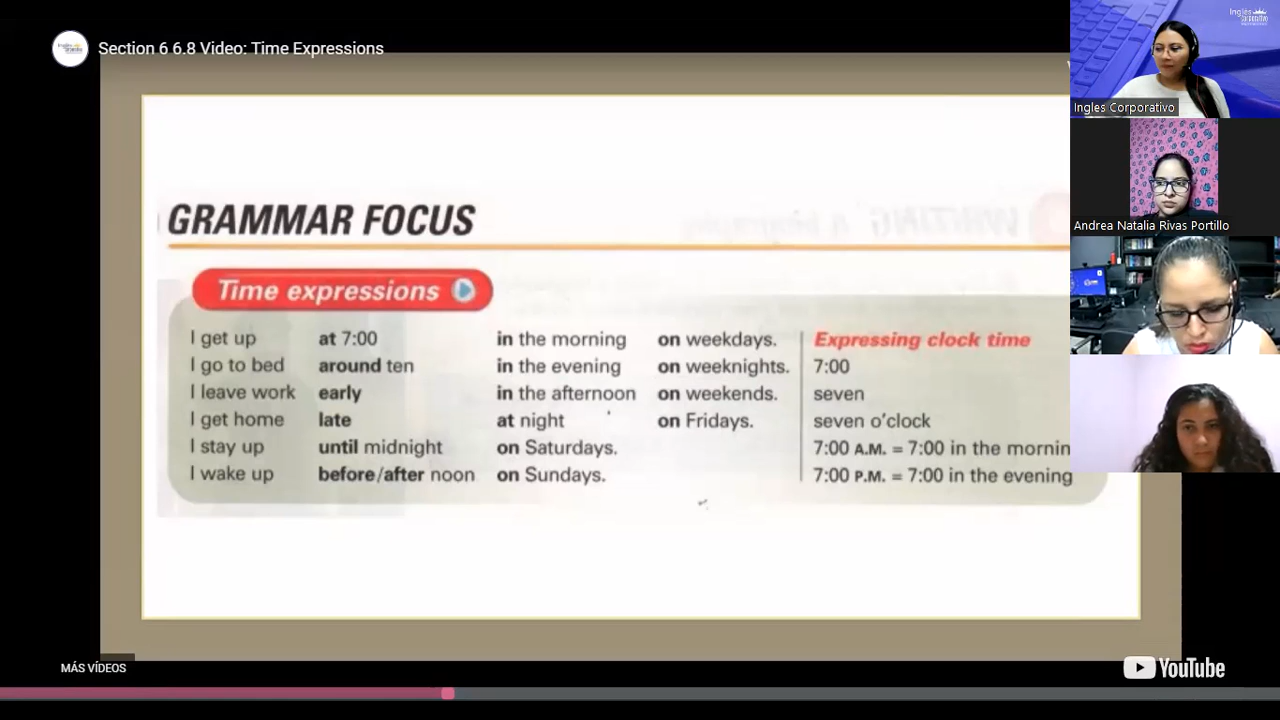 Section 6 6.8 Video: Time Expressions
GRAMMAR FOCUS
Time expressions
I get up at 7:00 in the morning on weekdays.
I go to bed around ten in the evening on weeknights.
I leave work early in the afternoon on weekends.
I get home late at night on Fridays.
I stay up until midnight on Saturdays.
I wake up before/after noon on Sundays.
Expressing clock time
7:00
seven
seven o'clock
7:00 A.M. = 7:00 in the mornin
7:00 P.M. = 7:00 in the evening
MÁS VÍDEOS
YouTube
Ingles Corporativo
Andrea Natalia Rivas Portillo